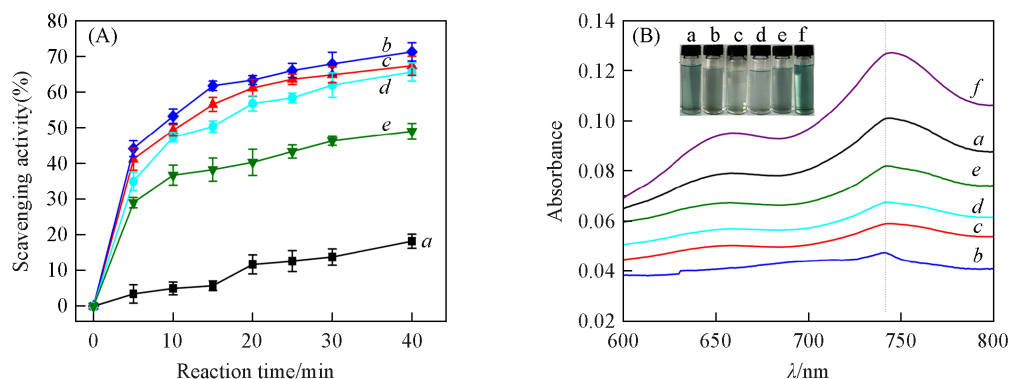 (A)
80
70
60
50
40
30
20
10
0
Scavenging activity(%)
b
c
d
e
a
0 10 20 30 40
Reaction time/min
(B)
a b c d e f
0.14
0.12
0.10
0.08
0.06
0.04
0.02
Absorbance
f
a
e
d
c
b
600 650 700 750 800
λ/nm